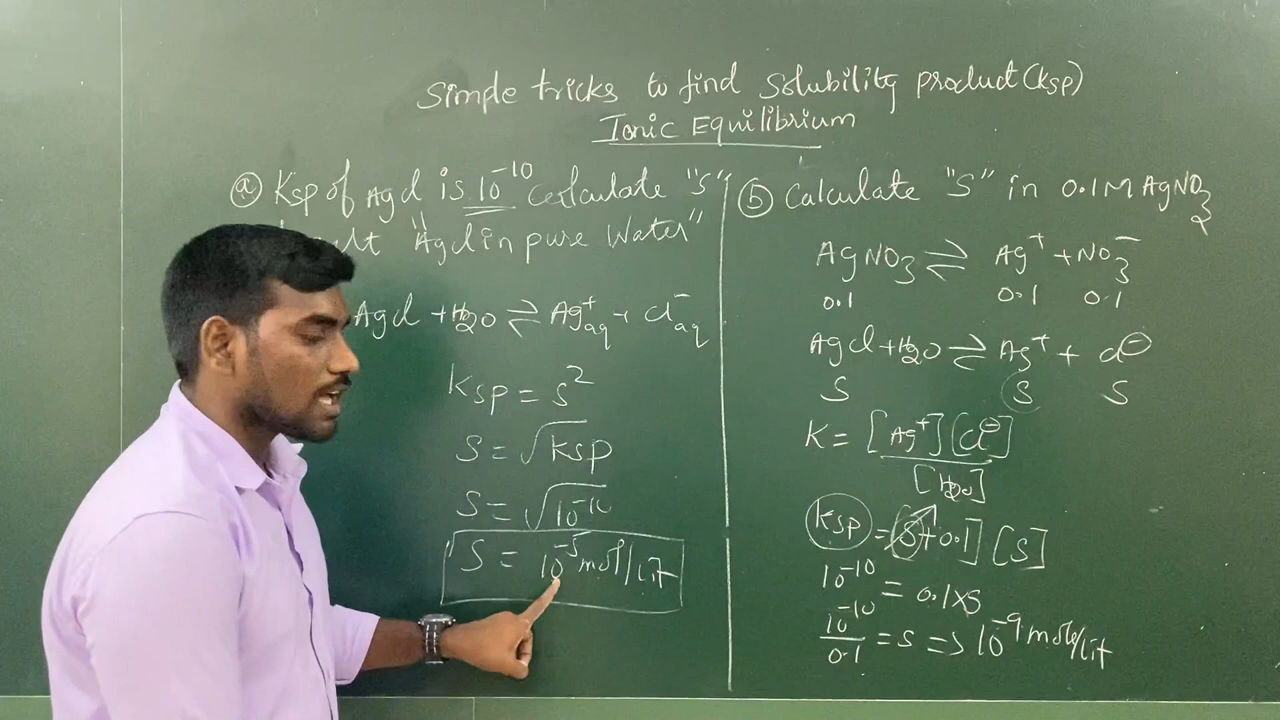 Simple tricks to find Solubility product (Ksp)
Ionic Equilibrium
ⓐ Ksp of AgCl is 10⁻¹⁰ calculate "S"
"AgCl in pure Water"
AgCl + H₂O ⇌ Ag⁺aq + Cl⁻aq
Ksp = s²
S = √Ksp
S = √10⁻¹⁰
S = 10⁻⁵ mol/lit
ⓑ Calculate "S" in 0.1M AgNO₃
AgNO₃ ⇌ Ag⁺ + NO₃⁻
0.1 0.1 0.1
AgCl + H₂O ⇌ Ag⁺ + Cl⊖
S S S
K = [Ag⁺][Cl⊖]
[H₂O]
Ksp = [S + 0.1] [S]
10⁻¹⁰ = 0.1 × S
10⁻¹⁰/0.1 = s ⇒ 10⁻⁹ mole/lit